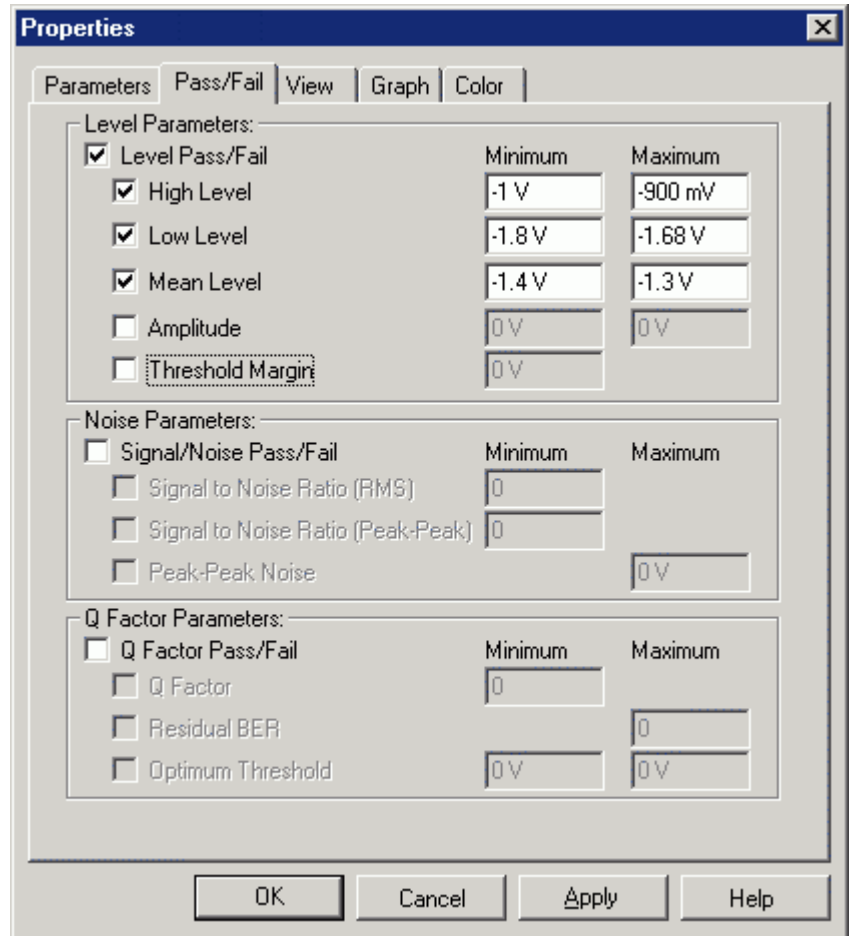 Properties
Parameters Pass/Fail View Graph Color
Level Parameters:
Level Pass/Fail Minimum Maximum
High Level -1 V -900 mV
Low Level -1.8 V -1.68 V
Mean Level -1.4 V -1.3 V
Amplitude 0 V 0 V
Threshold Margin 0 V
Noise Parameters:
Signal/Noise Pass/Fail Minimum Maximum
Signal to Noise Ratio (RMS) 0
Signal to Noise Ratio (Peak-Peak) 0
Peak-Peak Noise 0 V
Q Factor Parameters:
Q Factor Pass/Fail Minimum Maximum
Q Factor 0
Residual BER 0
Optimum Threshold 0 V 0 V
OK Cancel Apply Help